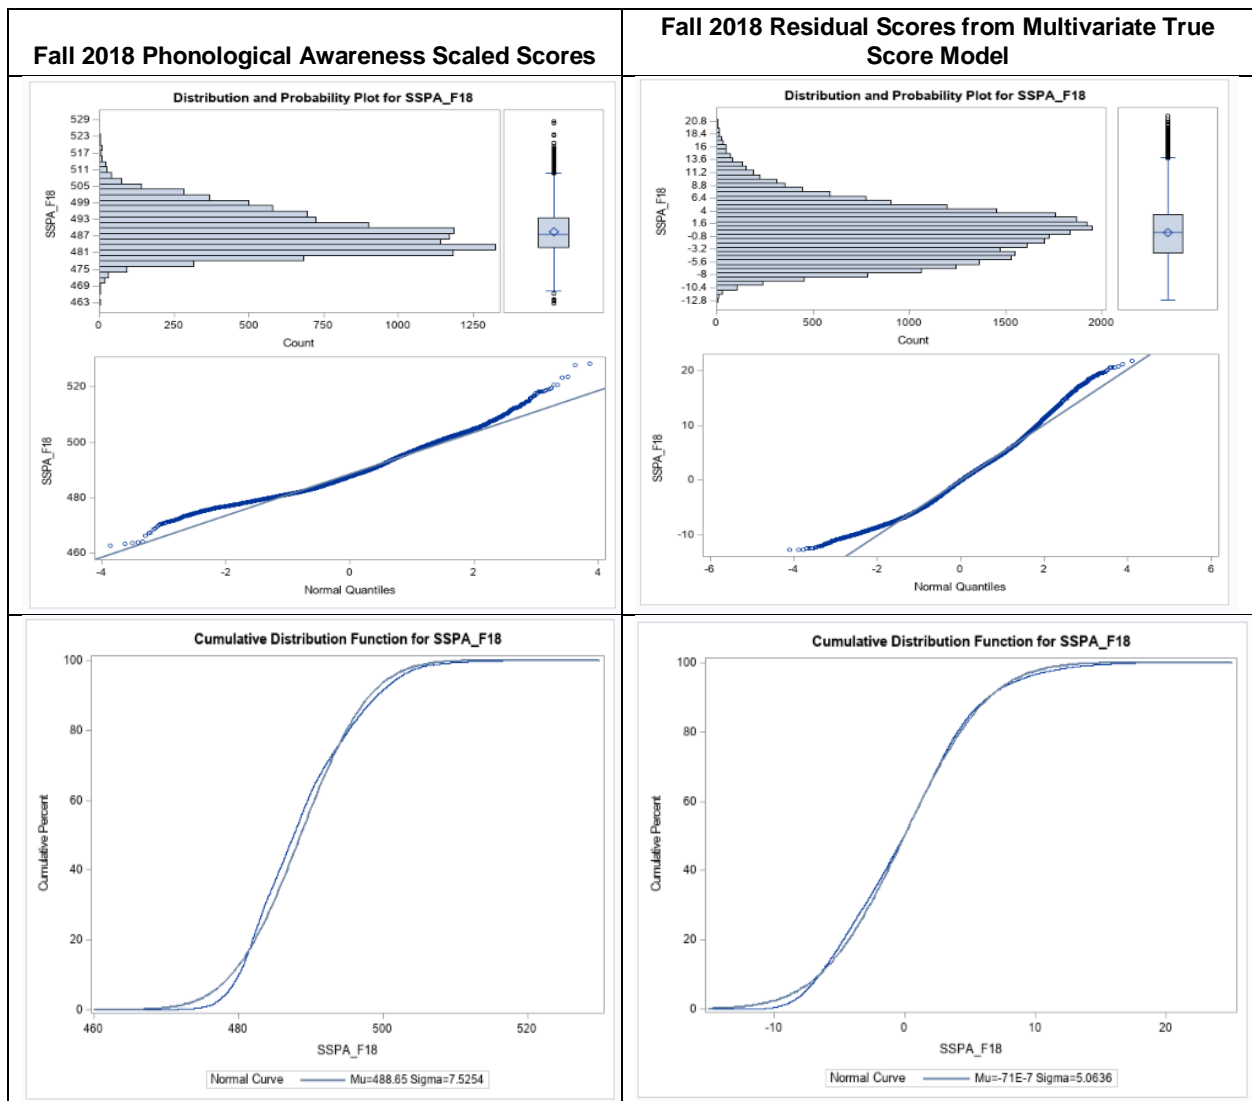 Fall 2018 Phonological Awareness Scaled Scores
Fall 2018 Residual Scores from Multivariate True
Score Model
Distribution and Probability Plot for SSPA_F18
529
523
517
511
505
499
493
487
481
475
469
463
SSPA_F18
0 250 500 750 1000 1250
Count
520
500
480
460
SSPA_F18
-4 -2 0 2 4
Normal Quantiles
Distribution and Probability Plot for SSPA_F18
20.8
18.4
16
13.6
11.2
8.8
6.4
4
1.6
-0.8
-3.2
-5.6
-8
-10.4
-12.8
SSPA_F18
0 500 1000 1500 2000
Count
20
10
0
-10
SSPA_F18
-6 -4 -2 0 2 4 6
Normal Quantiles
Cumulative Distribution Function for SSPA_F18
100
80
60
40
20
0
Cumulative Percent
460 480 500 520
SSPA_F18
Normal Curve Mu=488.65 Sigma=7.5254
Cumulative Distribution Function for SSPA_F18
100
80
60
40
20
0
Cumulative Percent
-10 0 10 20
SSPA_F18
Normal Curve Mu=-71E-7 Sigma=5.0636